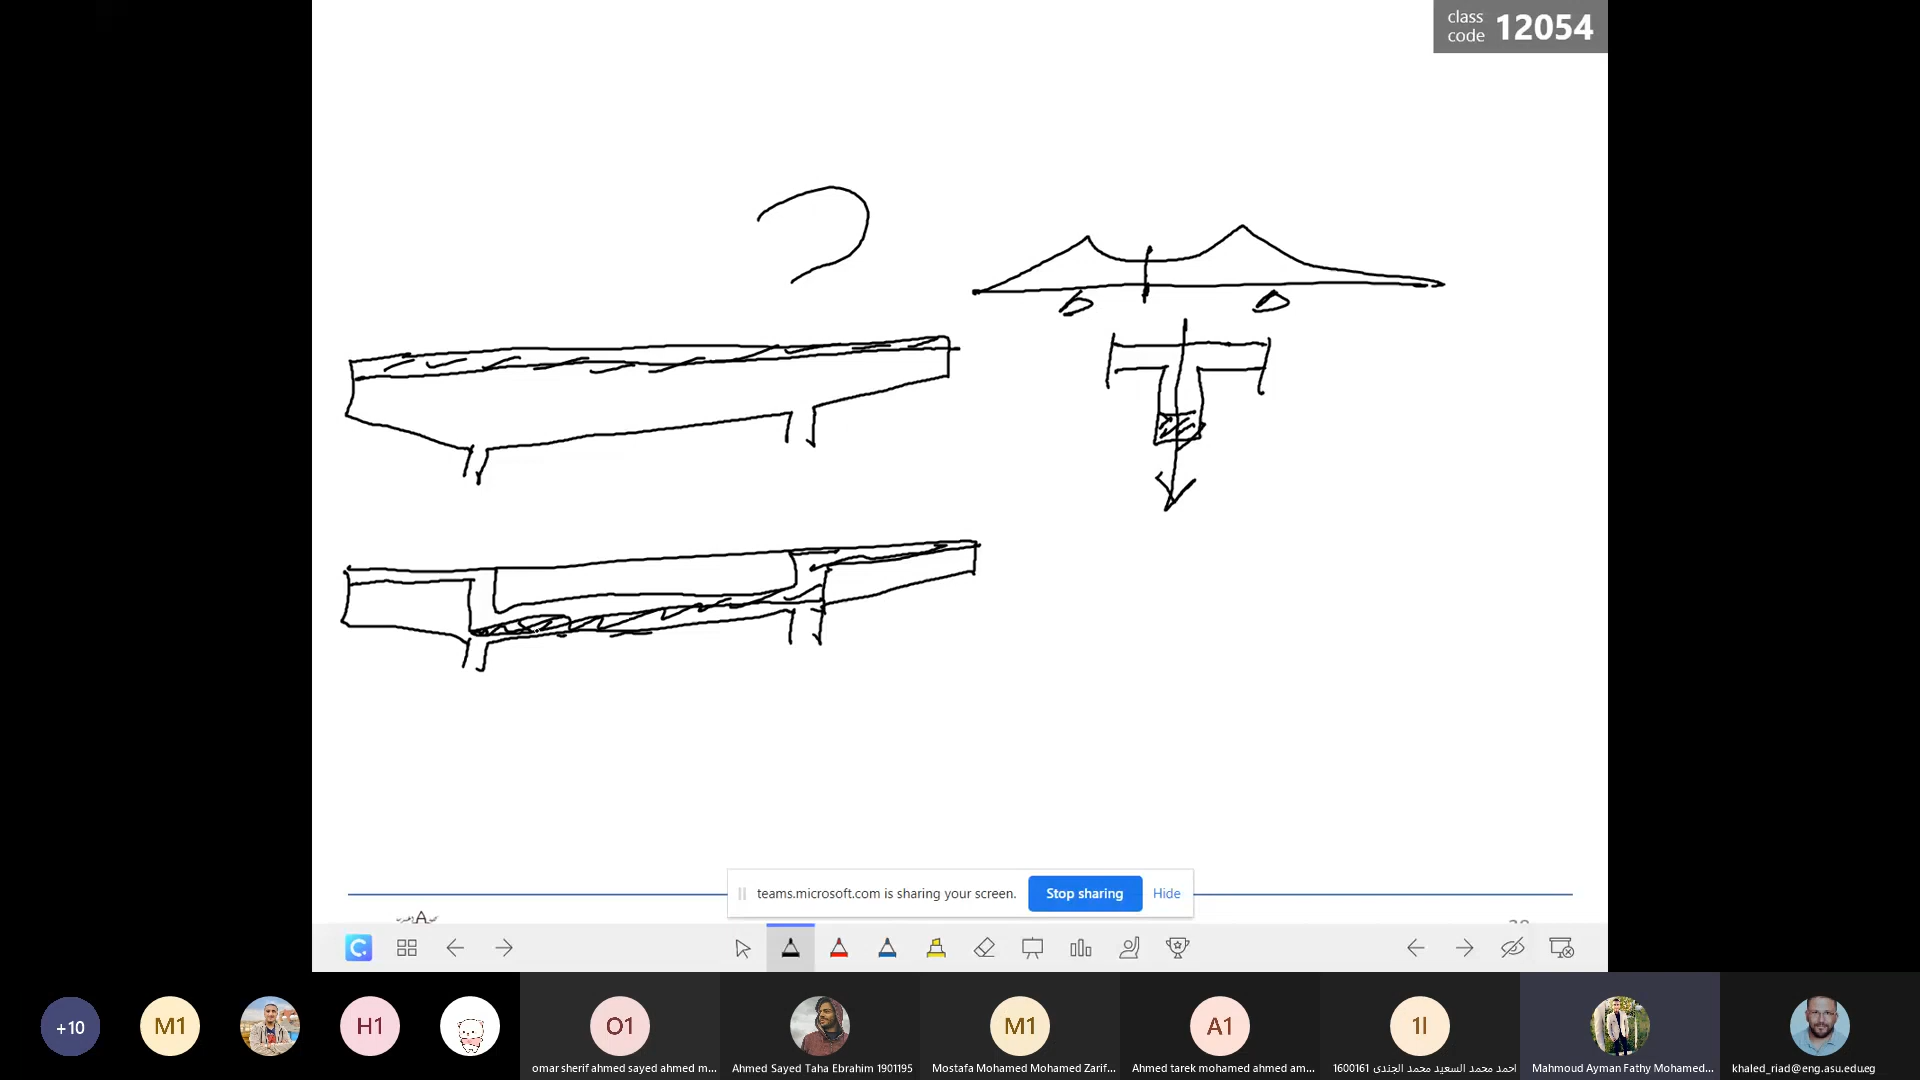 class
code 12054
teams.microsoft.com is sharing your screen. Stop sharing Hide
A
C
+10 M1 H1 O1 M1 A1 1ا
omar sherif ahmed sayed ahmed m... Ahmed Sayed Taha Ebrahim 1901195 Mostafa Mohamed Mohamed Zarif... Ahmed tarek mohamed ahmed am... احمد محمد السعيد محمد الجندى 1600161 Mahmoud Ayman Fathy Mohamed... khaled_riad@eng.asu.edu.eg